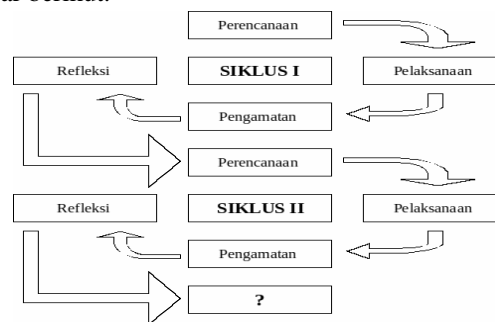 Perencanaan
Refleksi
SIKLUS I
Pelaksanaan
Pengamatan
Perencanaan
Refleksi
SIKLUS II
Pelaksanaan
Pengamatan
?